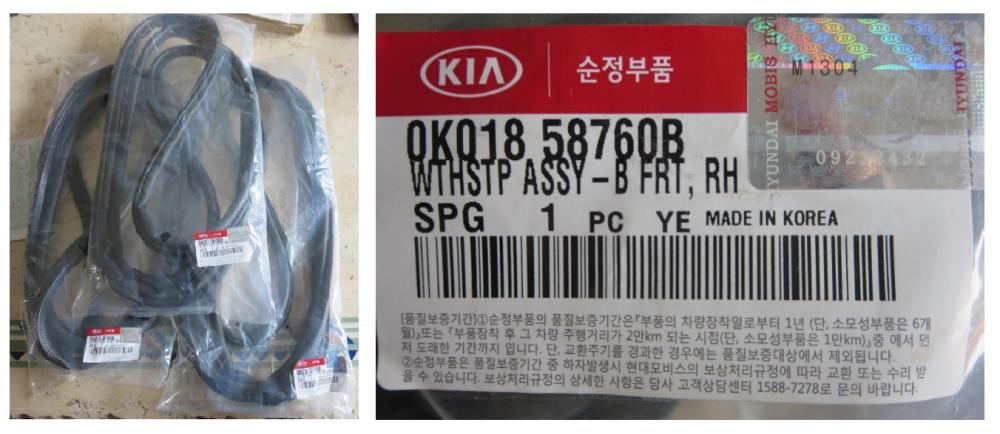 KIA 순정부품
M1304
HYUNDAI MOBIS
HYUNDAI
0K018 58760B
WTHSTP ASSY-B FRT, RH
SPG 1 PC YE MADE IN KOREA
[품질보증기간]①순정부품의 품질보증기간은『부품의 차량장착일로부터 1년 (단, 소모성부품은 6개
월)』또는『부품장착 후 그 차량 주행거리가 2만km 되는 시점(단, 소모성부품은 1만km)』중에서 먼
저 도래한 기간까지 입니다. 단, 교환주기를 경과한 경우에는 품질보증대상에서 제외됩니다.
②순정부품은 품질보증기간 중 하자발생시 현대모비스의 보상처리규정에 따라 교환 또는 수리 받
을 수 있습니다. 보상처리규정의 상세한 사항은 당사 고객상담센터 1588-7278로 문의 바랍니다.